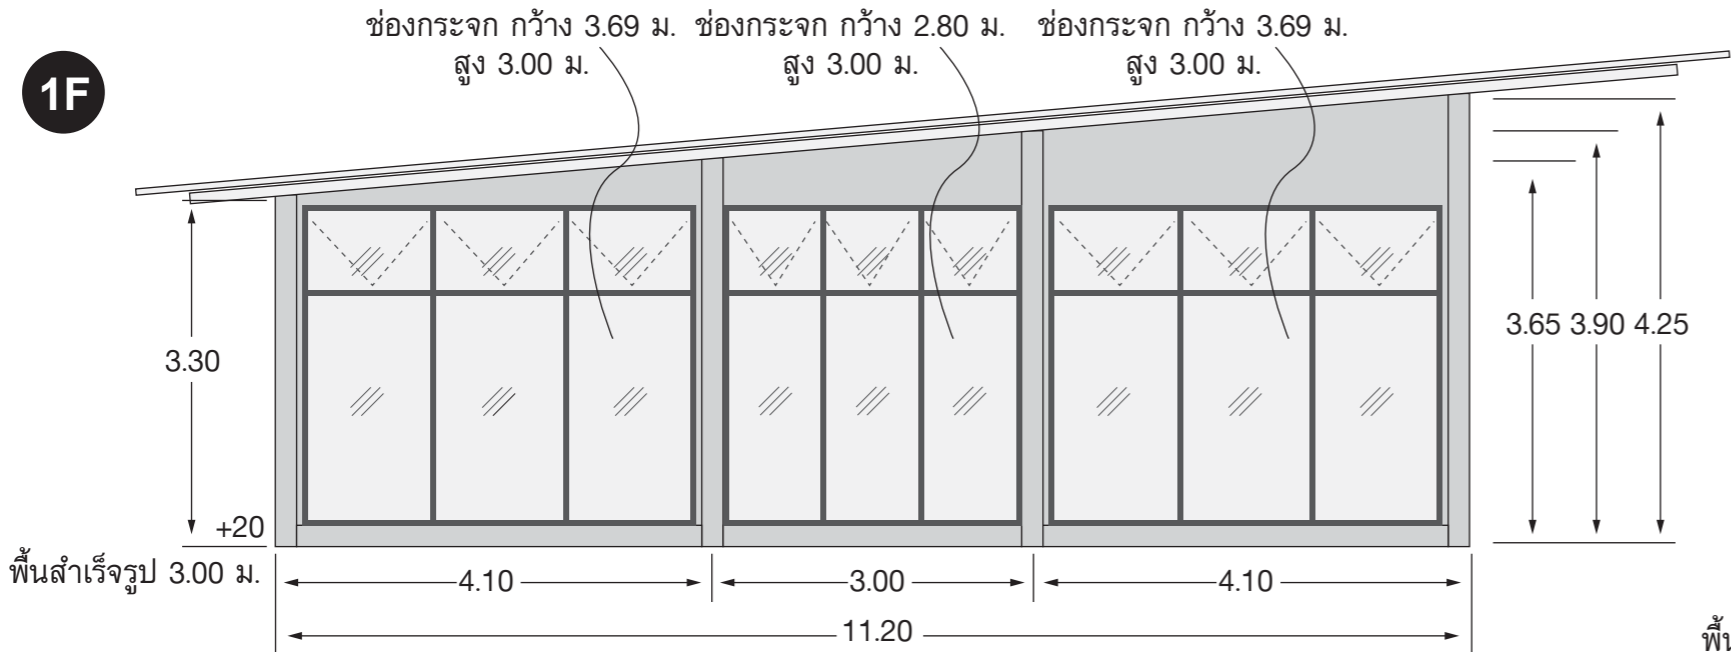 1F
ช่องกระจก กว้าง 3.69 ม.
สูง 3.00 ม.
ช่องกระจก กว้าง 2.80 ม.
สูง 3.00 ม.
ช่องกระจก กว้าง 3.69 ม.
สูง 3.00 ม.
3.30
3.65 3.90 4.25
+20
พื้นสำเร็จรูป 3.00 ม.
4.10
3.00
4.10
11.20